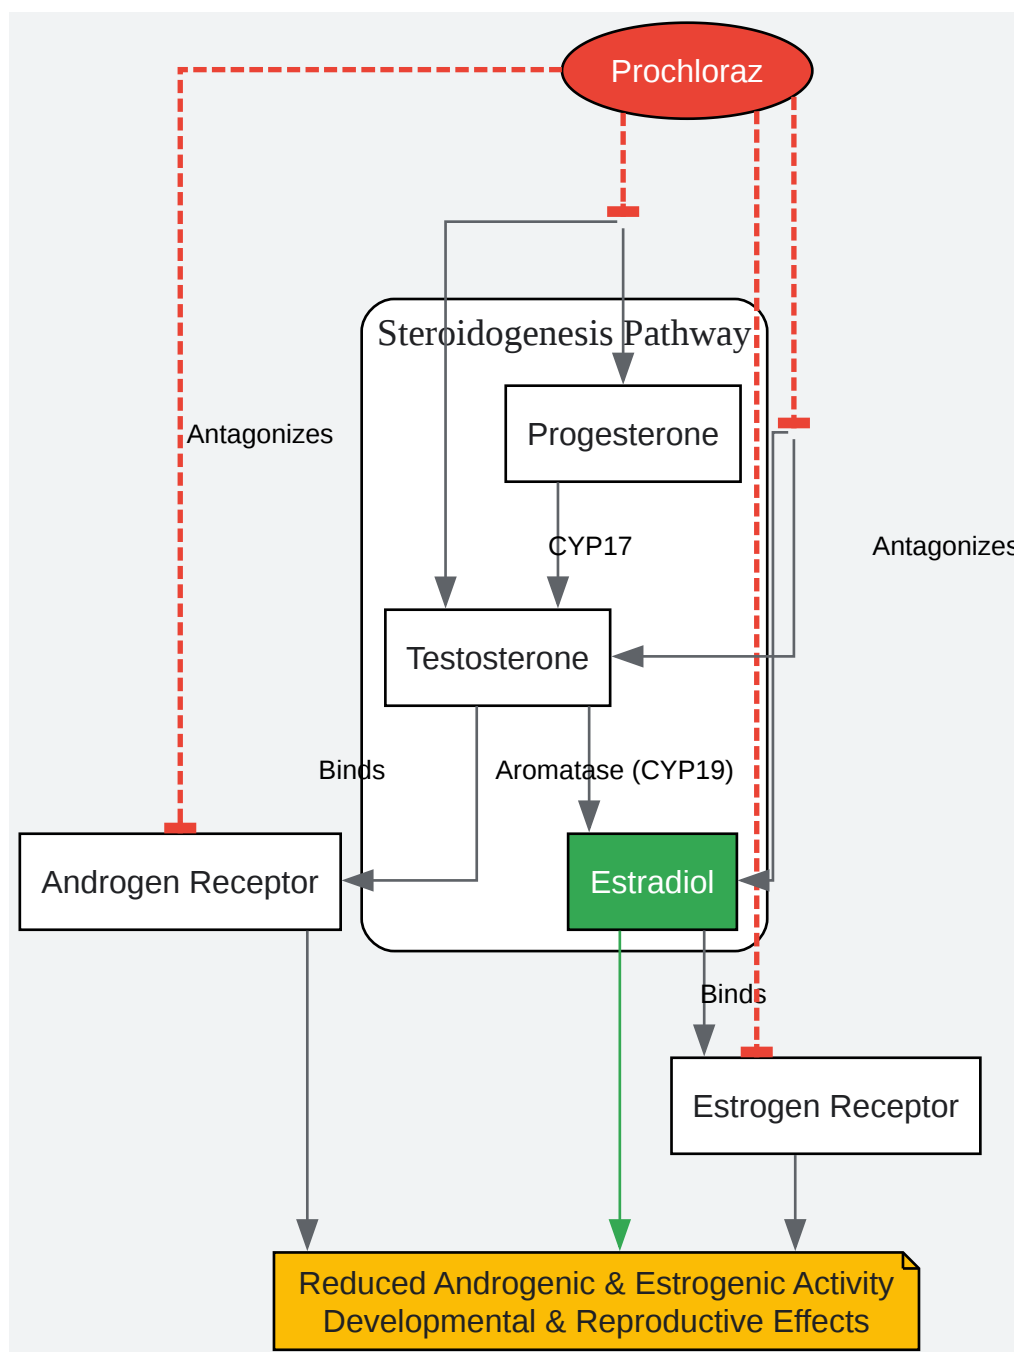 Prochloraz
Steroidogenesis Pathway
Progesterone
Antagonizes
CYP17
Antagonizes
Testosterone
Binds
Aromatase (CYP19)
Androgen Receptor
Estradiol
Binds
Estrogen Receptor
Reduced Androgenic & Estrogenic Activity
Developmental & Reproductive Effects